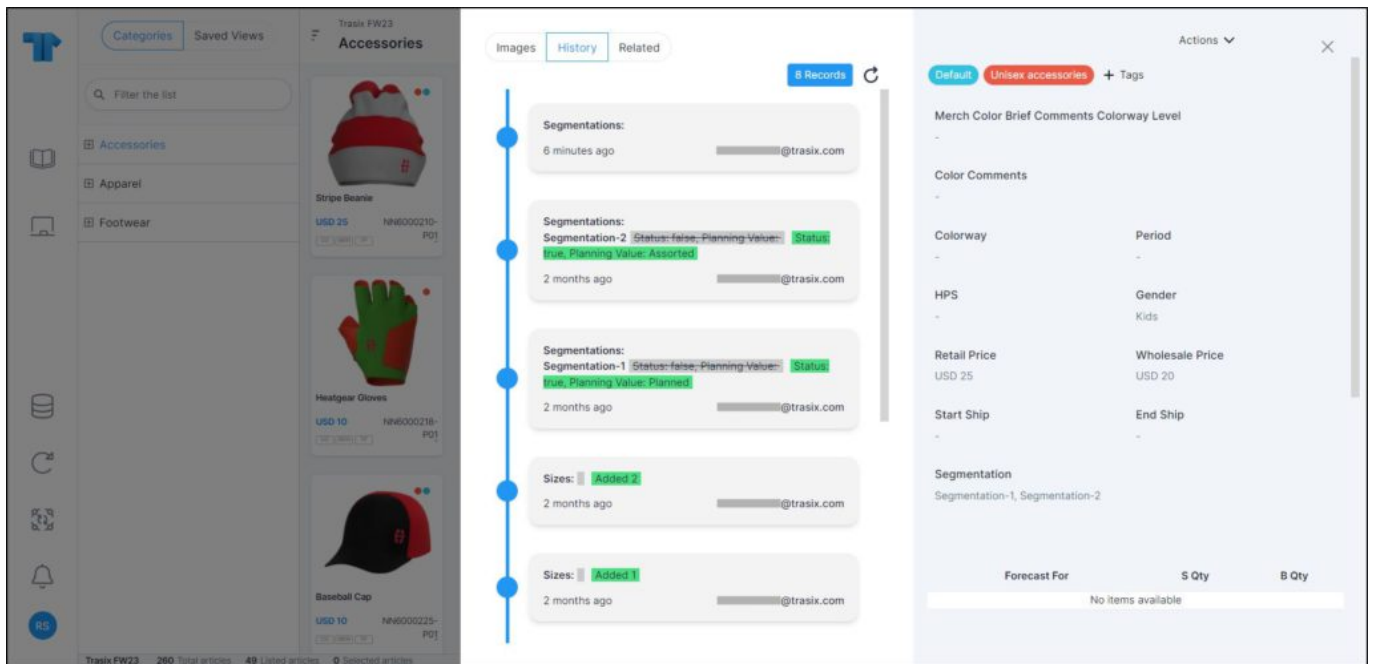 Categories
Saved Views
Filter the list
Accessories
Apparel
Footwear
RS
Trasix FW23
Accessories
Stripe Beanie
USD 25
NN6000210-
P01
Heatgear Gloves
USD 10
NN6000218-
P01
Baseball Cap
USD 10
NN6000225-
P01
Trasix FW23 260 Total articles 49 Listed articles 0 Selected articles
Images
History
Related
8 Records
Segmentations:
6 minutes ago @trasix.com
Segmentations:
Segmentation-2 Status: false, Planning Value: Status:
true, Planning Value: Assorted
2 months ago @trasix.com
Segmentations:
Segmentation-1 Status: false, Planning Value: Status:
true, Planning Value: Planned
2 months ago @trasix.com
Sizes: Added 2
2 months ago @trasix.com
Sizes: Added 1
2 months ago @trasix.com
Actions
Default
Unisex accessories
+ Tags
Merch Color Brief Comments Colorway Level
-
Color Comments
-
Colorway Period
- -
HPS Gender
- Kids
Retail Price Wholesale Price
USD 25 USD 20
Start Ship End Ship
- -
Segmentation
Segmentation-1, Segmentation-2
Forecast For S Qty B Qty
No items available